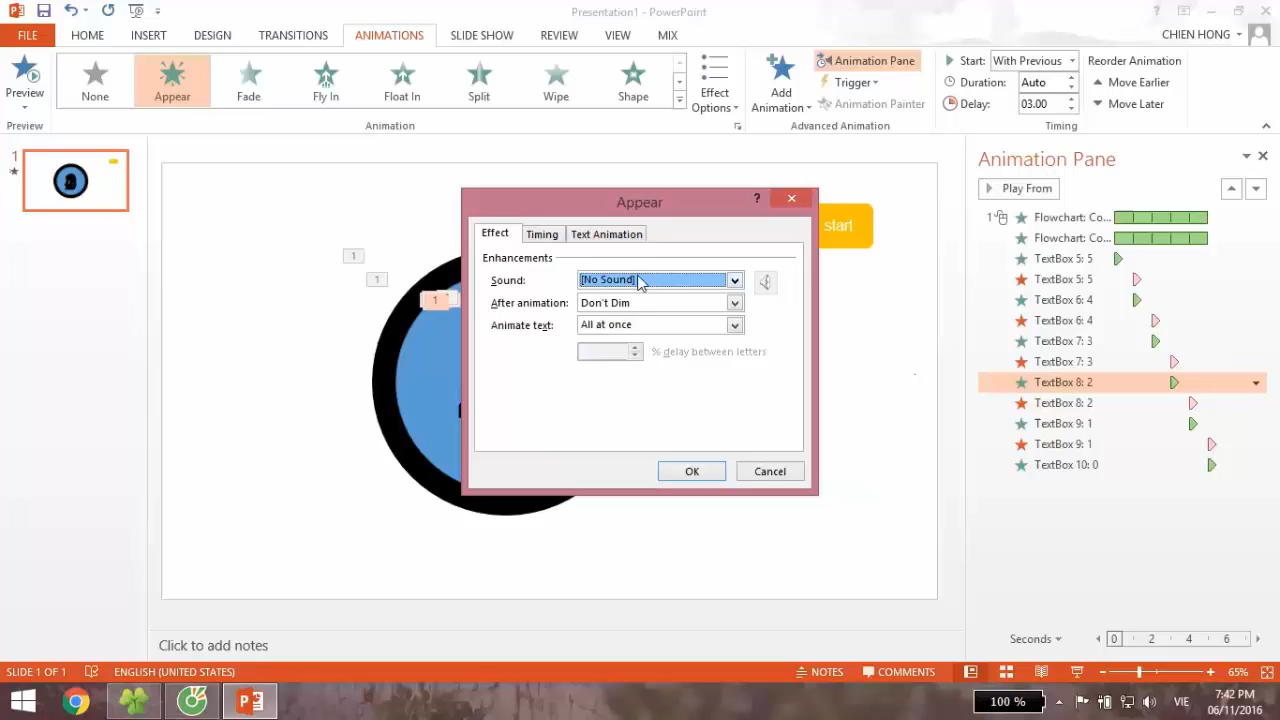 Presentation1 - PowerPoint
FILE HOME INSERT DESIGN TRANSITIONS ANIMATIONS SLIDE SHOW REVIEW VIEW MIX CHIEN HONG
Preview
None Appear Fade Fly In Float In Split Wipe Shape
Effect Options
Add Animation
Animation Pane
Trigger
Animation Painter
Start: With Previous
Duration: Auto
Delay: 03.00
Reorder Animation
Move Earlier
Move Later
Preview Animation Advanced Animation Timing
1
1
1
1
start
Appear
?
Effect Timing Text Animation
Enhancements
Sound: [No Sound]
After animation: Don't Dim
Animate text: All at once
% delay between letters
OK Cancel
Animation Pane
Play From
1 Flowchart: Co...
Flowchart: Co...
TextBox 5: 5
TextBox 5: 5
TextBox 6: 4
TextBox 6: 4
TextBox 7: 3
TextBox 7: 3
TextBox 8: 2
TextBox 8: 2
TextBox 9: 1
TextBox 9: 1
TextBox 10: 0
Seconds 0 2 4 6
Click to add notes
SLIDE 1 OF 1 ENGLISH (UNITED STATES) NOTES COMMENTS 65%
100 % VIE 7:42 PM
06/11/2016